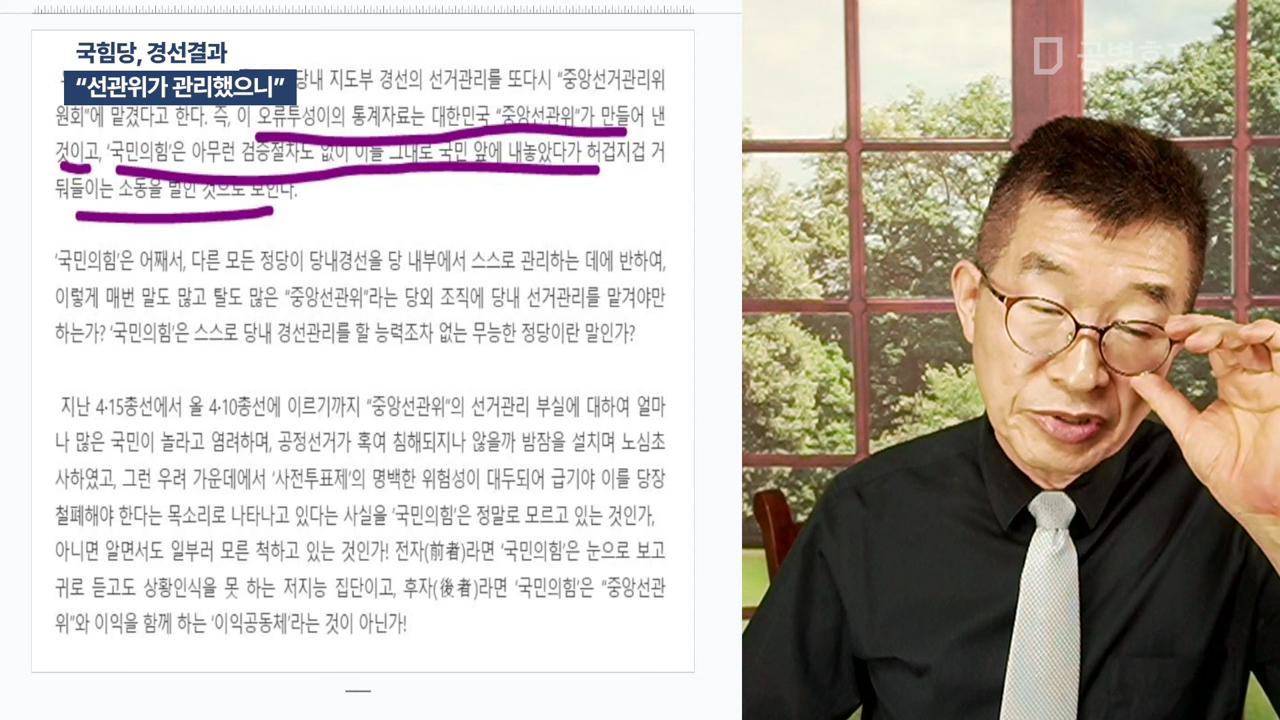 국힘당, 경선결과
“선관위가 관리했으니”
당내 지도부 경선의 선거관리를 또다시 “중앙선거관리위
원회”에 맡겼다고 한다. 즉, 이 오류투성이의 통계자료는 대한민국 “중앙선관위”가 만들어 낸
것이고, ‘국민의힘’은 아무런 검증절차도 없이 이를 그대로 국민 앞에 내놓았다가 허겁지겁 거
둬들이는 소동을 벌인 것으로 보인다.
‘국민의힘’은 어째서, 다른 모든 정당이 당내경선을 당 내부에서 스스로 관리하는 데에 반하여,
이렇게 매번 말도 많고 탈도 많은 “중앙선관위”라는 당외 조직에 당내 선거관리를 맡겨야만
하는가? ‘국민의힘’은 스스로 당내 경선관리를 할 능력조차 없는 무능한 정당이란 말인가?
지난 4·15총선에서 올 4·10총선에 이르기까지 “중앙선관위”의 선거관리 부실에 대하여 얼마
나 많은 국민이 놀라고 염려하며, 공정선거가 혹여 침해되지나 않을까 밤잠을 설치며 노심초
사하였고, 그런 우려 가운데에서 ‘사전투표제’의 명백한 위험성이 대두되어 급기야 이를 당장
철폐해야 한다는 목소리로 나타나고 있다는 사실을 ‘국민의힘’은 정말로 모르고 있는 것인가,
아니면 알면서도 일부러 모른 척하고 있는 것인가! 전자(前者)라면 ‘국민의힘’은 눈으로 보고
귀로 듣고도 상황인식을 못 하는 저지능 집단이고, 후자(後者)라면 ‘국민의힘’은 “중앙선관
위”와 이익을 함께 하는 ‘이익공동체’라는 것이 아닌가!